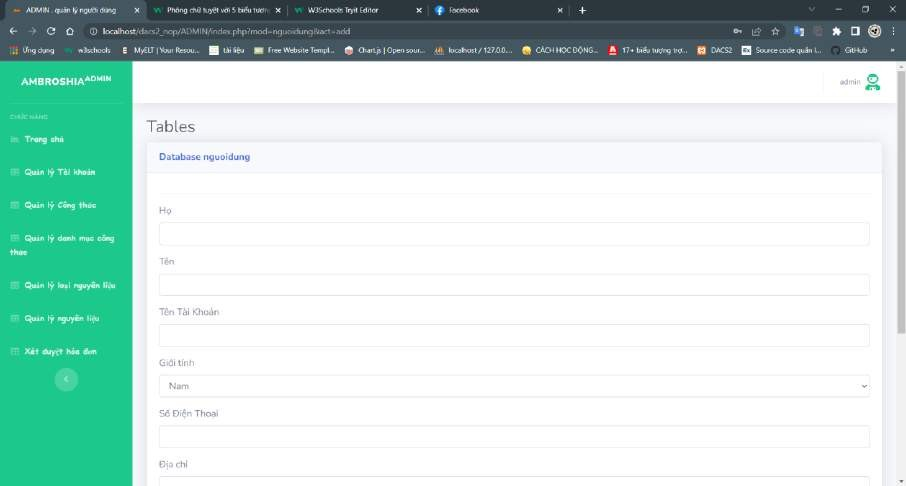 ADMIN . quản lý người dùng
Phông chữ tuyệt với 5 biểu tượng
W3Schools Tryit Editor
Facebook
localhost/dacs2_nop/ADMIN/index.php?mod=nguoidung&act=add
Ứng dụng
w3schools
MyELT | Your Resou...
tài liệu
Free Website Templ...
Chart.js | Open sour...
localhost / 127.0.0....
CÁCH HỌC ĐỘNG...
17+ biểu tượng trợ...
DACS2
Source code quản l...
GitHub
»
AMBROSHIA ADMIN
admin
CHỨC NĂNG
Trang chủ
Quản lý Tài khoản
Quản lý Công thức
Quản lý danh mục công
thức
Quản lý loại nguyên liệu
Quản lý nguyên liệu
Xét duyệt hóa đơn
Tables
Database nguoidung
Họ
Tên
Tên Tài Khoản
Giới tính
Nam
Số Điện Thoại
Địa chỉ